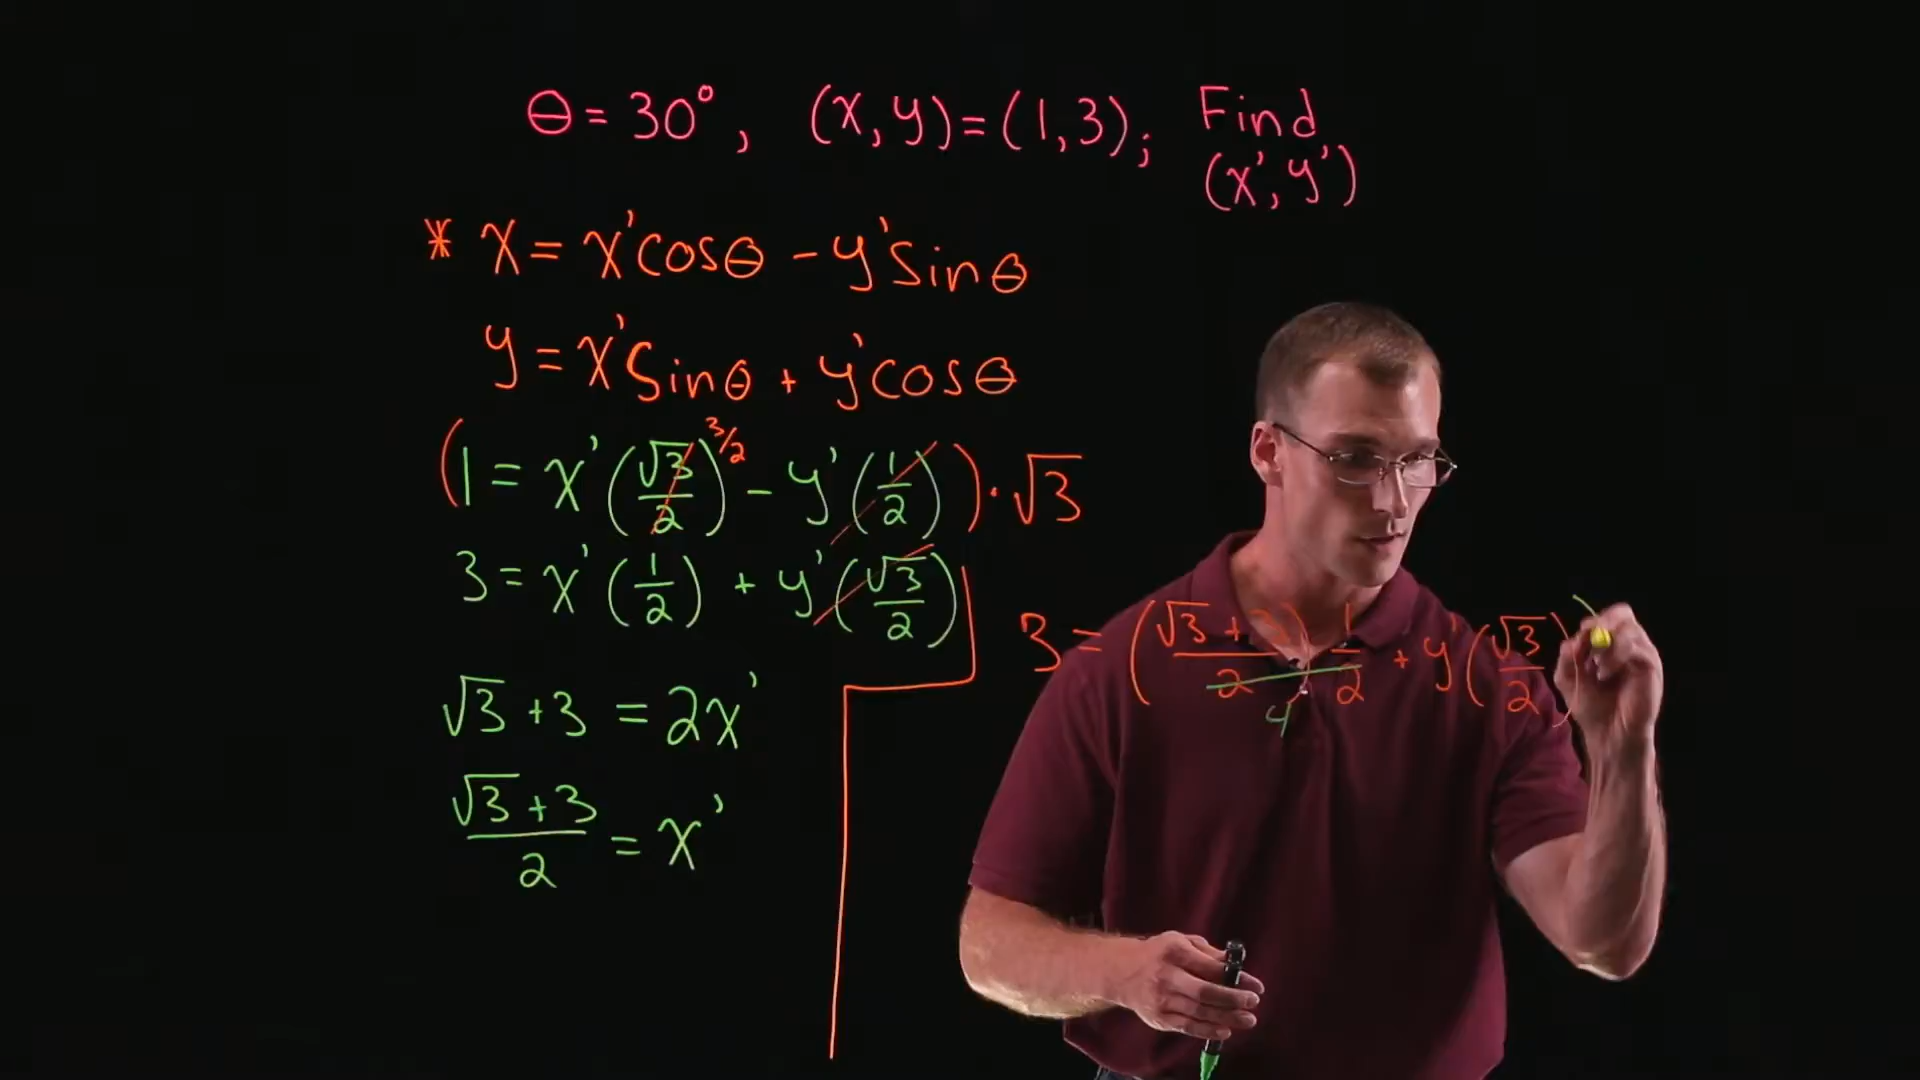 θ = 30°, (x, y) = (1, 3); Find
(x', y')
* x = x'cosθ - y'sinθ
y = x'sinθ + y'cosθ
(1 = x'(√3/2) 3/2 - y'(1/2)) · √3
3 = x'(1/2) + y'(√3/2)
√3 + 3 = 2x'
(√3 + 3)/2 = x'
3 = ((√3 + 3)/2) 1/2 + y'(√3/2)
4